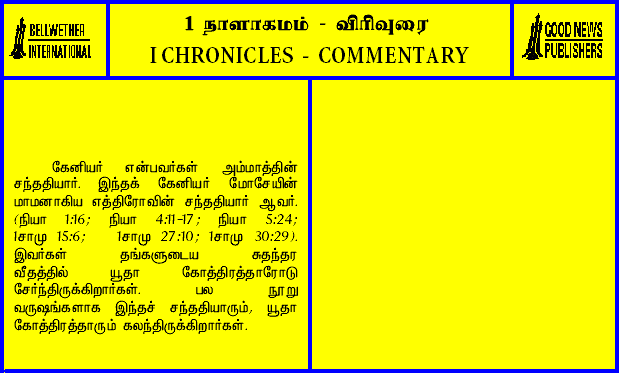 BELLWETHER
INTERNATIONAL
1 நாளாகமம் - விரிவுரை
I CHRONICLES - COMMENTARY
GOOD NEWS
PUBLISHERS
கேனியர் என்பவர்கள் அம்மாத்தின்
சந்ததியார். இந்தக் கேனியர் மோசேயின்
மாமனாகிய எத்திரோவின் சந்ததியார் ஆவர்.
(நியா 1:16; நியா 4:11-17; நியா 5:24;
1சாமு 15:6; 1சாமு 27:10; 1சாமு 30:29).
இவர்கள் தங்களுடைய சுதந்தர
வீதத்தில் யூதா கோத்திரத்தாரோடு
சேர்ந்திருக்கிறார்கள். பல நூறு
வருஷங்களாக இந்தச் சந்ததியாரும், யூதா
கோத்திரத்தாரும் கலந்திருக்கிறார்கள்.